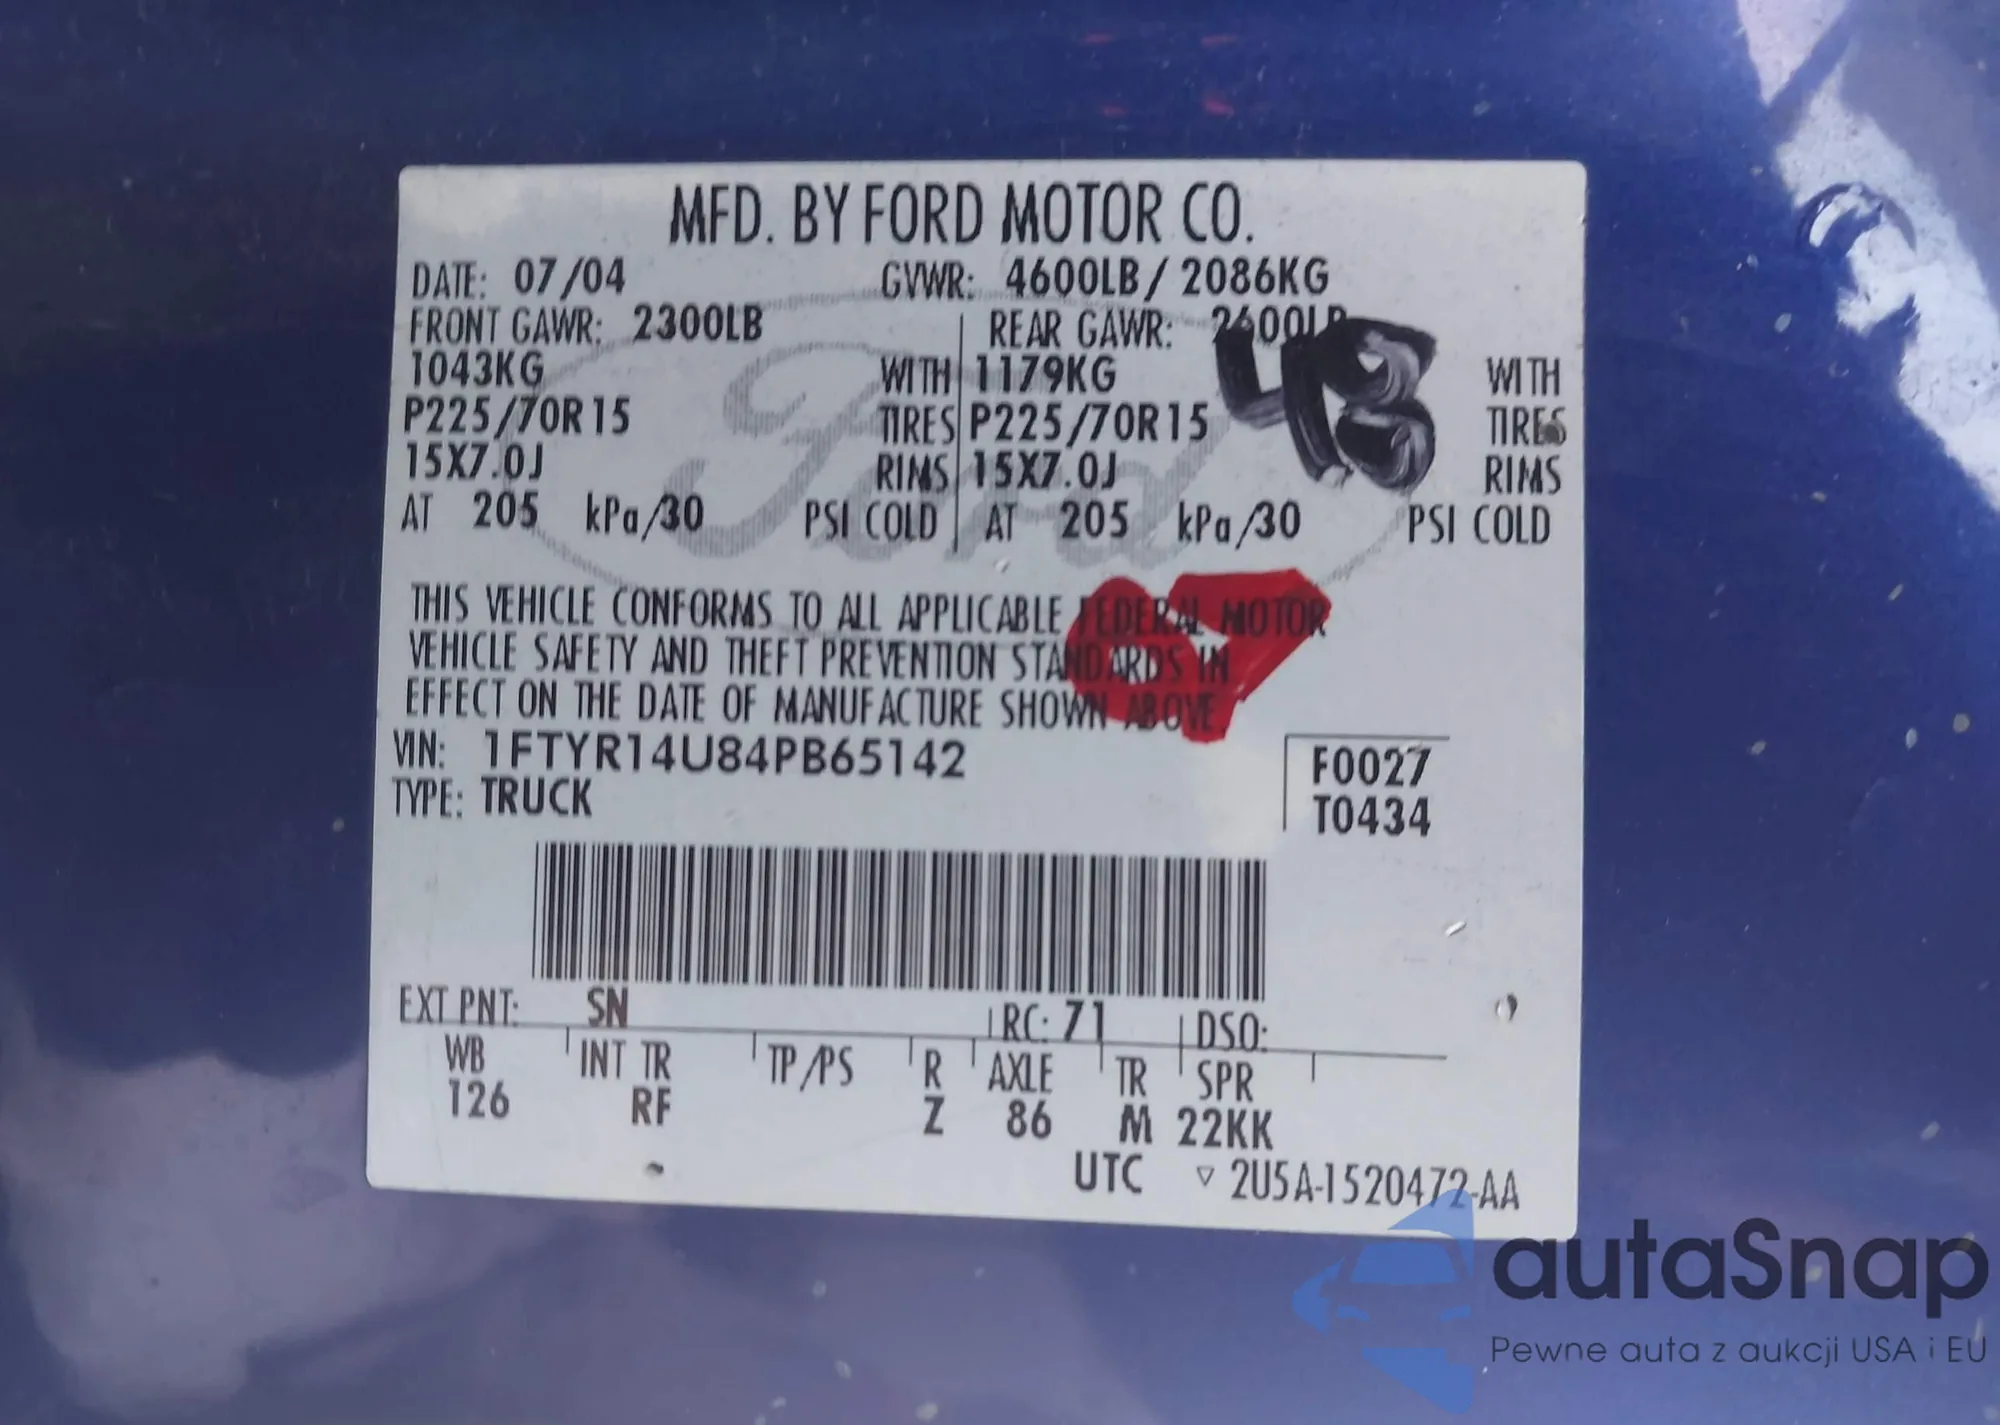 MFD. BY FORD MOTOR CO.
DATE: 07/04 GVWR: 4600LB / 2086KG
FRONT GAWR: 2300LB REAR GAWR: 2600LB
1043KG WITH 1179KG WITH
P225/70R15 TIRES P225/70R15 TIRES
15X7.0J RIMS 15X7.0J RIMS
AT 205 kPa/30 PSI COLD AT 205 kPa/30 PSI COLD
Ford
THIS VEHICLE CONFORMS TO ALL APPLICABLE FEDERAL MOTOR
VEHICLE SAFETY AND THEFT PREVENTION STANDARDS IN
EFFECT ON THE DATE OF MANUFACTURE SHOWN ABOVE.
VIN: 1FTYR14U84PB65142
TYPE: TRUCK
F0027
T0434
EXT PNT: SN RC: 71 DSO:
WB INT TR TP/PS R AXLE TR SPR
126 RF Z 86 M 22KK
UTC ▽ 2U5A-1520472-AA
autaSnap
Pewne auta z aukcji USA i EU